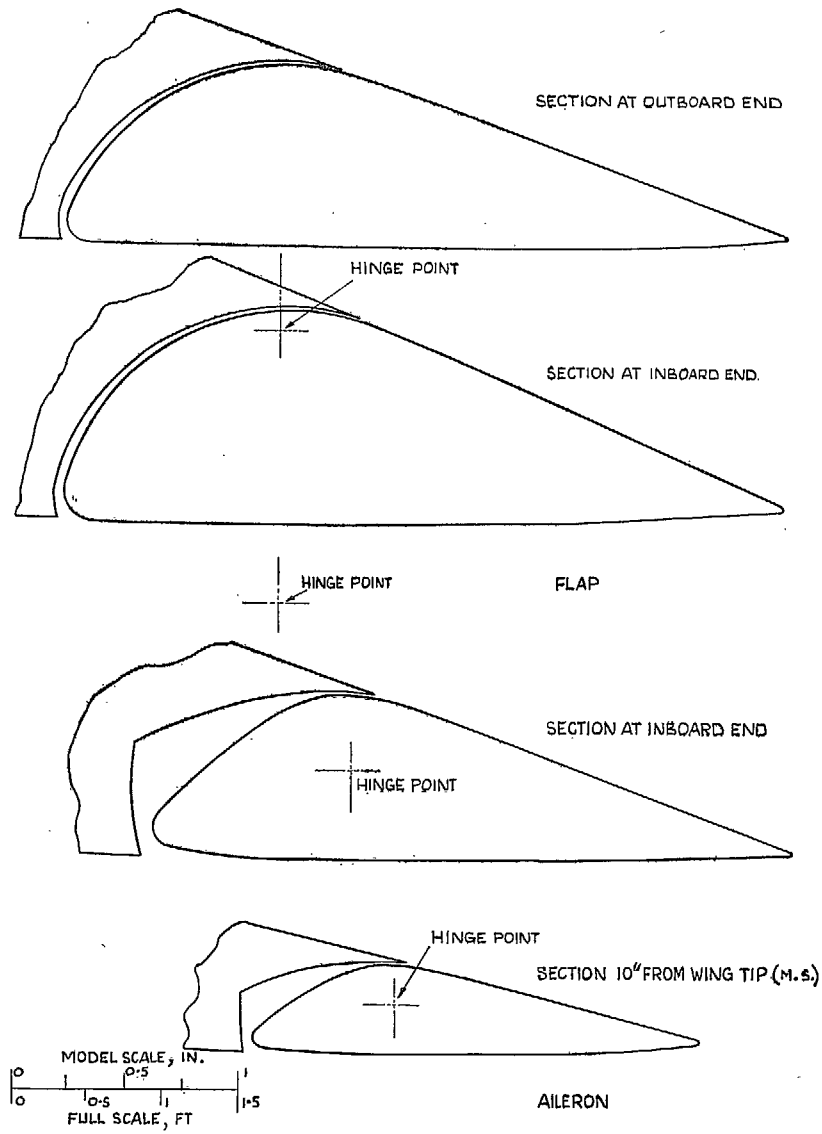 SECTION AT OUTBOARD END
HINGE POINT
SECTION AT INBOARD END.
HINGE POINT
FLAP
SECTION AT INBOARD END
HINGE POINT
HINGE POINT
SECTION 10" FROM WING TIP (M.S.)
MODEL SCALE, IN.
0 0·5 1
0 0·5 1 1·5
FULL SCALE, FT
AILERON